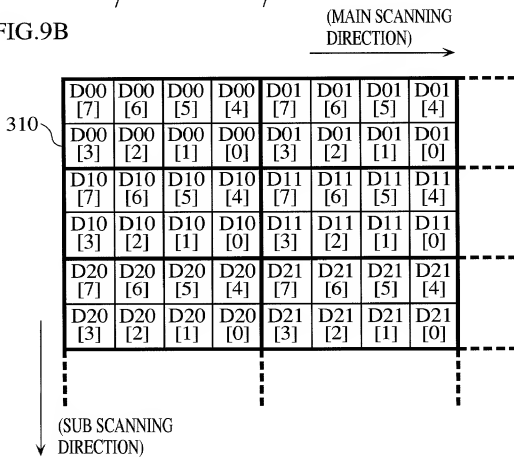 (MAIN SCANNING
DIRECTION)
FIG.9B
310
D00 D00 D00 D00 D01 D01 D01 D01
[7] [6] [5] [4] [7] [6] [5] [4]
D00 D00 D00 D00 D01 D01 D01 D01
[3] [2] [1] [0] [3] [2] [1] [0]
D10 D10 D10 D10 D11 D11 D11 D11
[7] [6] [5] [4] [7] [6] [5] [4]
D10 D10 D10 D10 D11 D11 D11 D11
[3] [2] [1] [0] [3] [2] [1] [0]
D20 D20 D20 D20 D21 D21 D21 D21
[7] [6] [5] [4] [7] [6] [5] [4]
D20 D20 D20 D20 D21 D21 D21 D21
[3] [2] [1] [0] [3] [2] [1] [0]
(SUB SCANNING
DIRECTION)